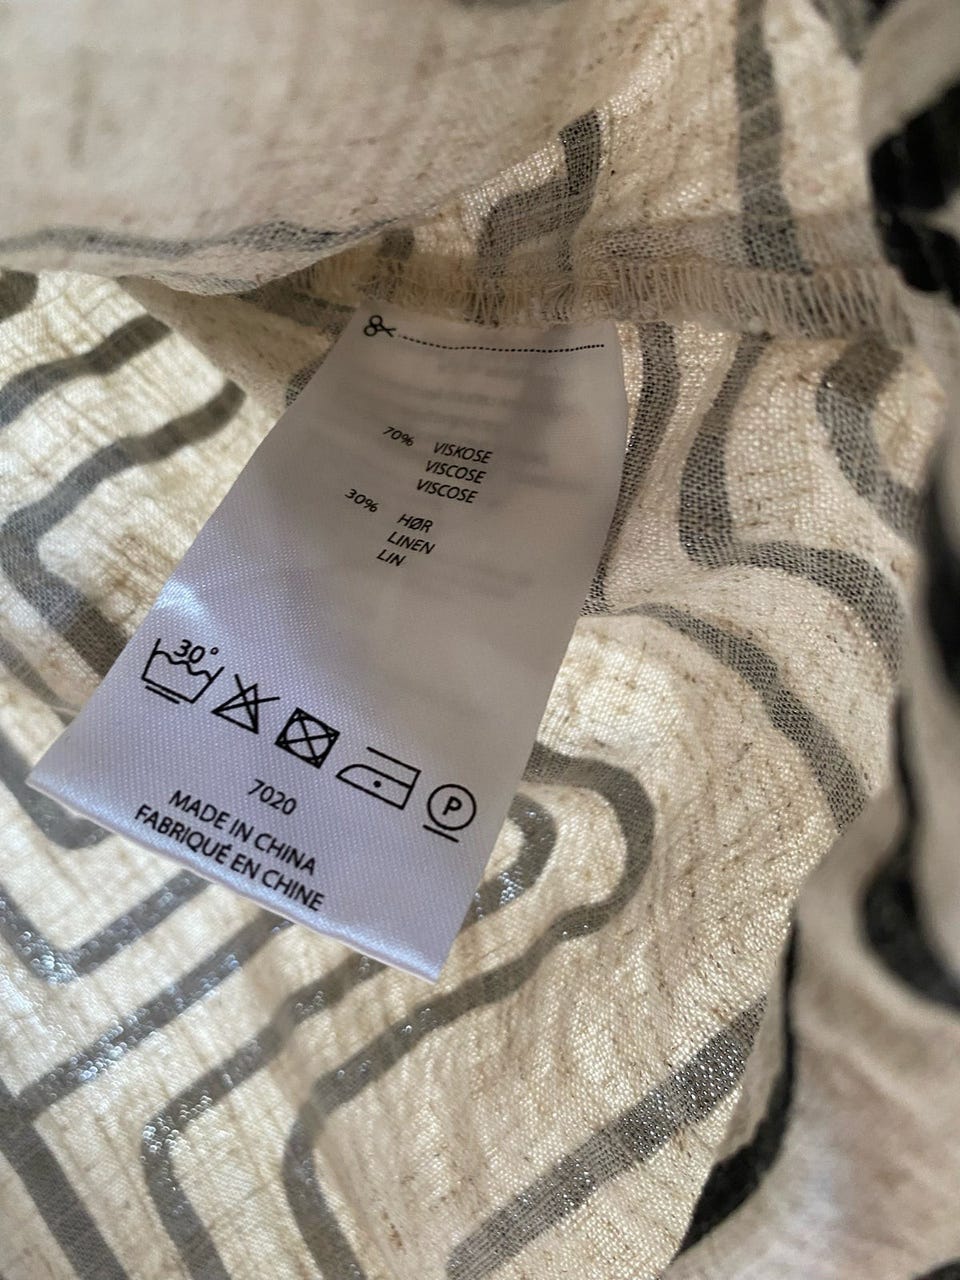 70% VISKOSE
VISCOSE
VISCOSE
30% HØR
LINEN
LIN
30°
P
7020
MADE IN CHINA
FABRIQUÉ EN CHINE